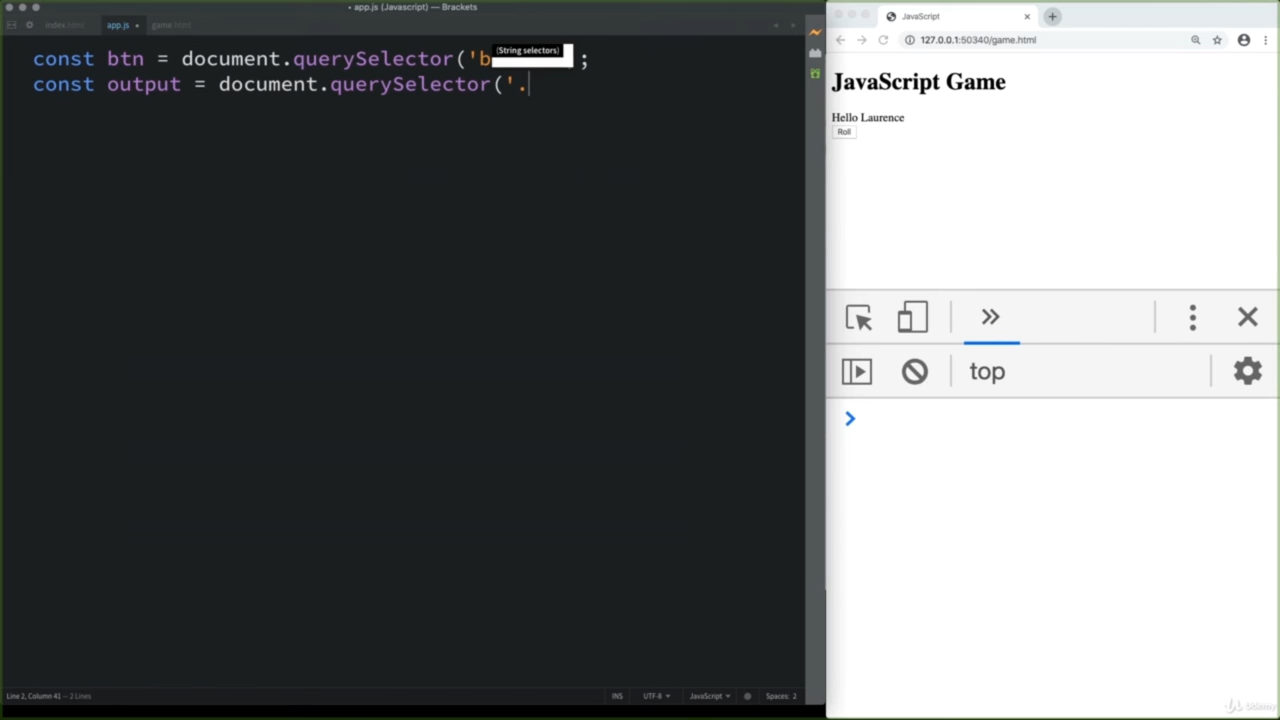 • app.js (Javascript) — Brackets
index.html app.js • game.html
const btn = document.querySelector('b ;
(String selectors)
const output = document.querySelector('.
Line 2, Column 41 — 2 Lines
INS UTF-8 JavaScript Spaces: 2
JavaScript
127.0.0.1:50340/game.html
JavaScript Game
Hello Laurence
Roll
top
Udemy